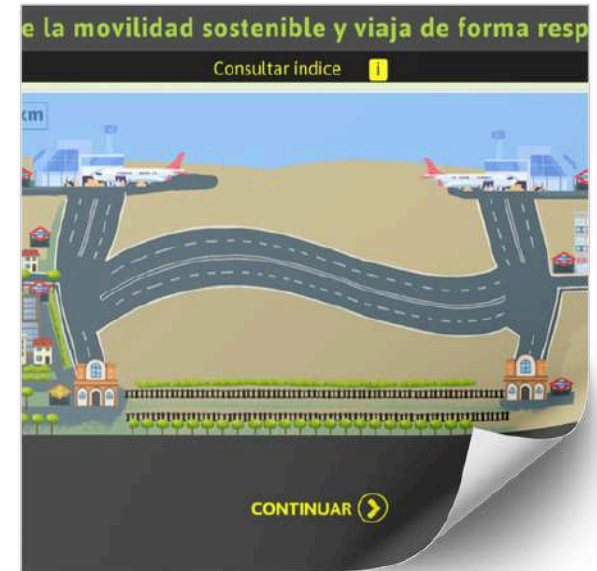 e la movilidad sostenible y viaja de forma resp
Consultar índice i
km
CONTINUAR